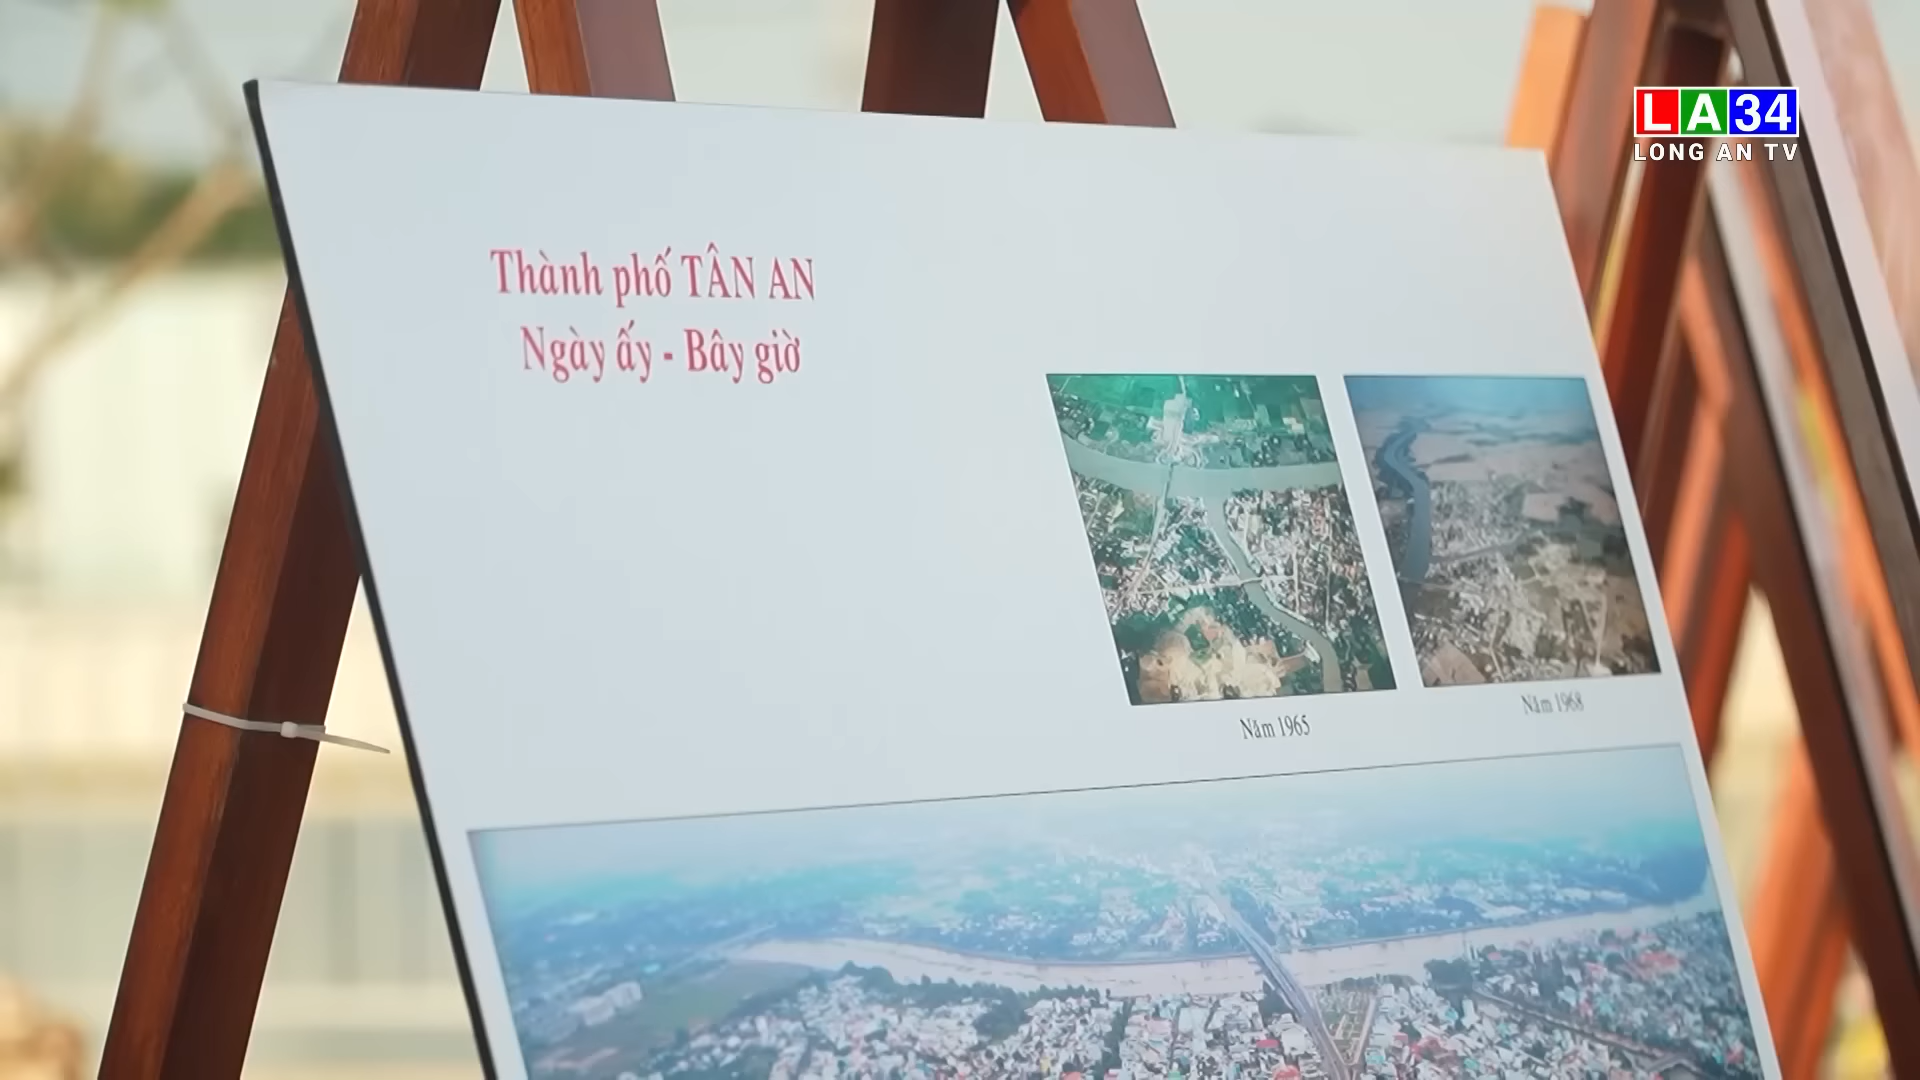 LA34
LONG AN TV
Thành phố TÂN AN
Ngày ấy - Bây giờ
Năm 1965
Năm 1968